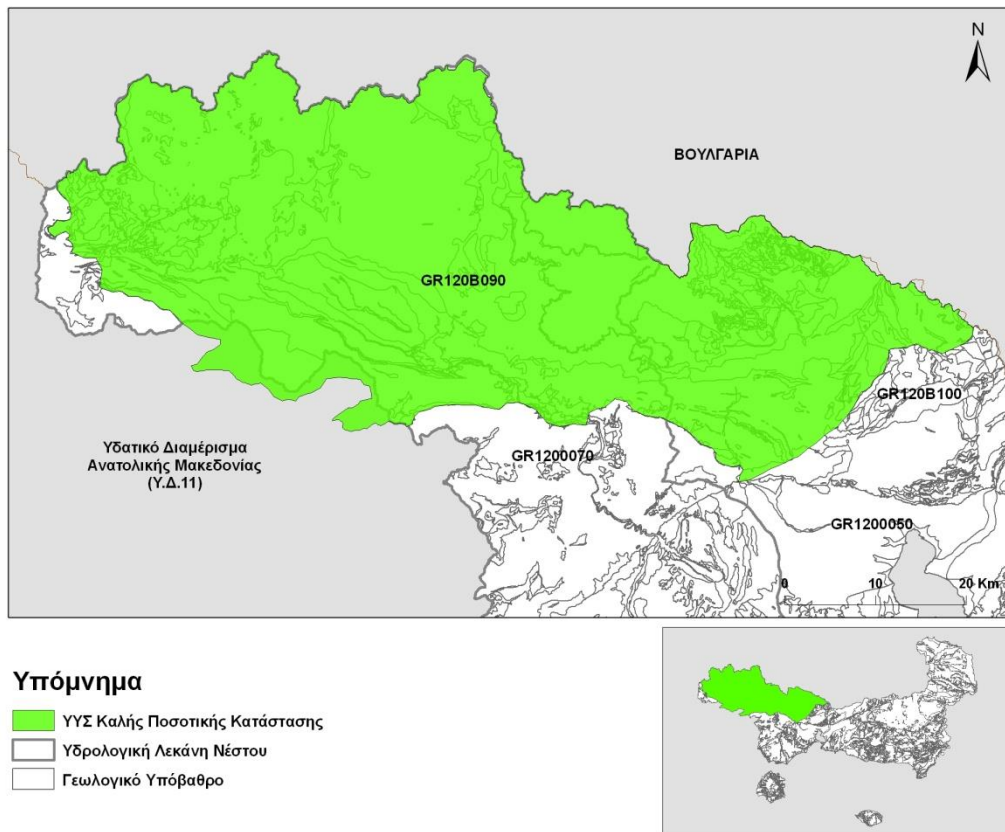 N
ΒΟΥΛΓΑΡΙΑ
GR120B090
GR120B100
Υδατικό Διαμέρισμα
Ανατολικής Μακεδονίας
(Υ.Δ.11)
GR1200070
GR1200050
0 10 20 Km
Υπόμνημα
ΥΥΣ Καλής Ποσοτικής Κατάστασης
Υδρολογική Λεκάνη Νέστου
Γεωλογικό Υπόβαθρο